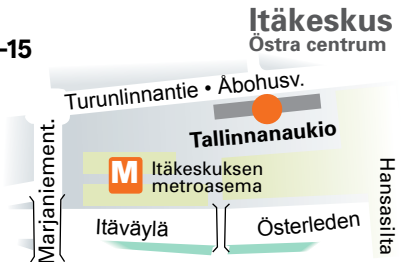 Itäkeskus
Östra centrum
-15
Turunlinnantie • Åbohusv.
Tallinnanaukio
Marjaniement.
M
Itäkeskuksen
metroasema
Hansasilta
Itäväylä
Österleden